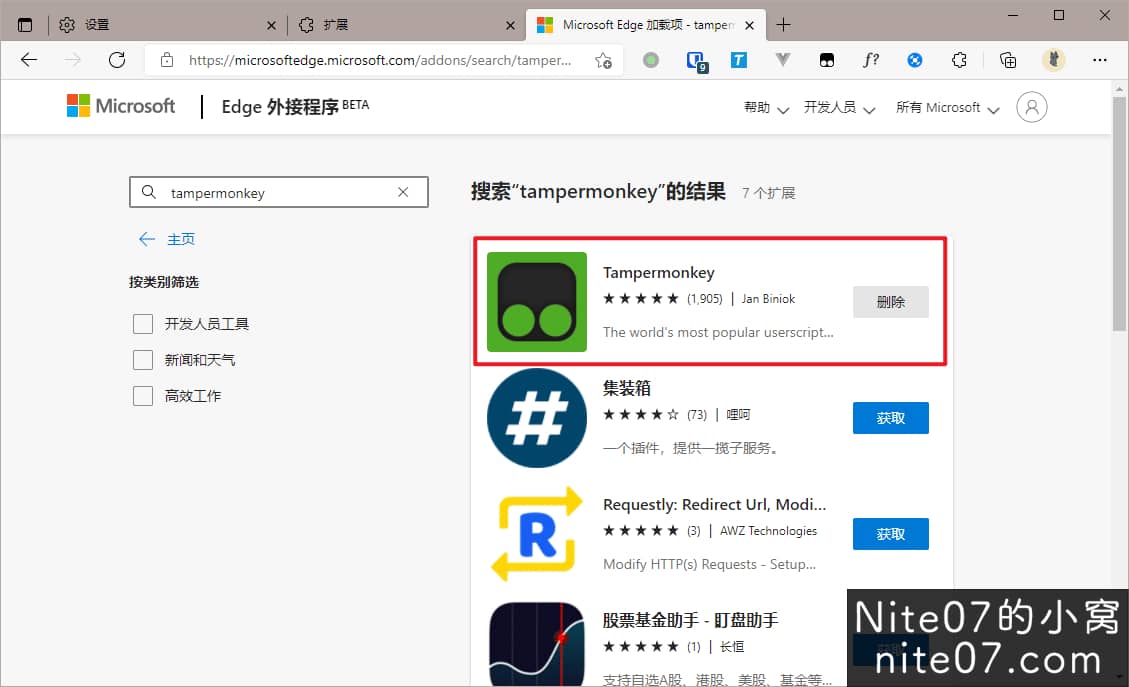 设置
扩展
Microsoft Edge 加载项 - tamper
https://microsoftedge.microsoft.com/addons/search/tamper...
9
T
f?
Microsoft
Edge 外接程序 BETA
帮助
开发人员
所有 Microsoft
tampermonkey
主页
按类别筛选
开发人员工具
新闻和天气
高效工作
搜索“tampermonkey”的结果 7 个扩展
Tampermonkey
★★★★★ (1,905) | Jan Biniok
The world's most popular userscript...
删除
集装箱
★★★★☆ (73) | 哩呵
一个插件，提供一揽子服务。
获取
Requestly: Redirect Url, Modi...
★★★★★ (3) | AWZ Technologies
Modify HTTP(s) Requests - Setup...
获取
股票基金助手 - 盯盘助手
★★★★★ (1) | 长恒
支持自选A股、港股、美股、基金等...
Nite07的小窝
nite07.com